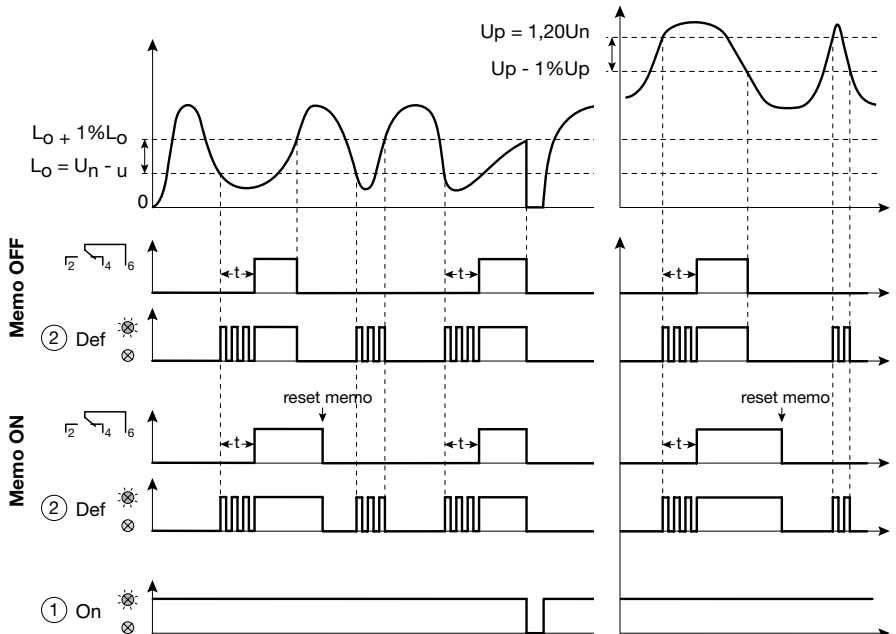 Up = 1,20Un
Up - 1%Up
Lo + 1%Lo
Lo = Un - u
0
Memo OFF
2 4 6
t t t
2 Def
reset memo reset memo
Memo ON
2 4 6
t t t
2 Def
1 On